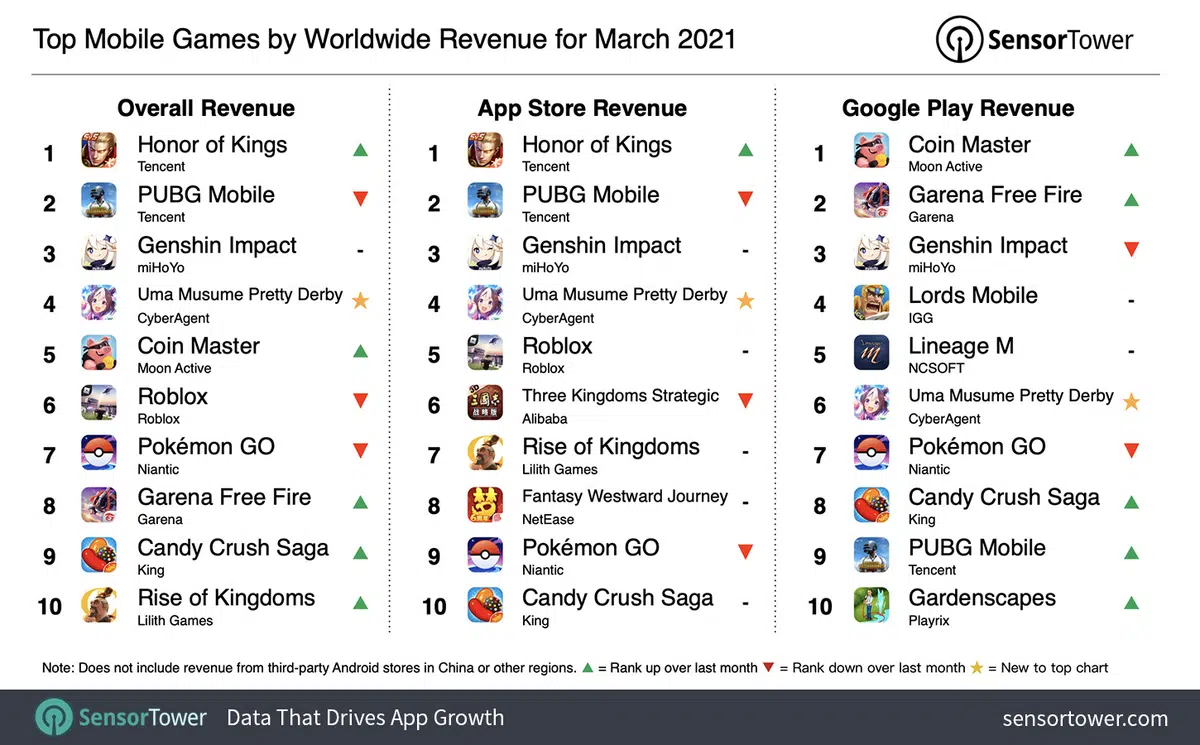 Top Mobile Games by Worldwide Revenue for March 2021
SensorTower
Overall Revenue
1
Honor of Kings
Tencent
2
PUBG Mobile
Tencent
3
Genshin Impact
miHoYo
-
4
Uma Musume Pretty Derby
CyberAgent
5
Coin Master
Moon Active
6
Roblox
Roblox
7
Pokémon GO
Niantic
8
Garena Free Fire
Garena
9
Candy Crush Saga
King
10
Rise of Kingdoms
Lilith Games
App Store Revenue
1
Honor of Kings
Tencent
2
PUBG Mobile
Tencent
3
Genshin Impact
miHoYo
-
4
Uma Musume Pretty Derby
CyberAgent
5
Roblox
Roblox
-
6
Three Kingdoms Strategic
Alibaba
7
Rise of Kingdoms
Lilith Games
-
8
Fantasy Westward Journey
NetEase
-
9
Pokémon GO
Niantic
10
Candy Crush Saga
King
-
Google Play Revenue
1
Coin Master
Moon Active
2
Garena Free Fire
Garena
3
Genshin Impact
miHoYo
4
Lords Mobile
IGG
-
5
Lineage M
NCSOFT
-
6
Uma Musume Pretty Derby
CyberAgent
7
Pokémon GO
Niantic
8
Candy Crush Saga
King
9
PUBG Mobile
Tencent
10
Gardenscapes
Playrix
Note: Does not include revenue from third-party Android stores in China or other regions. ▲ = Rank up over last month ▼ = Rank down over last month ★ = New to top chart
SensorTower Data That Drives App Growth
sensortower.com